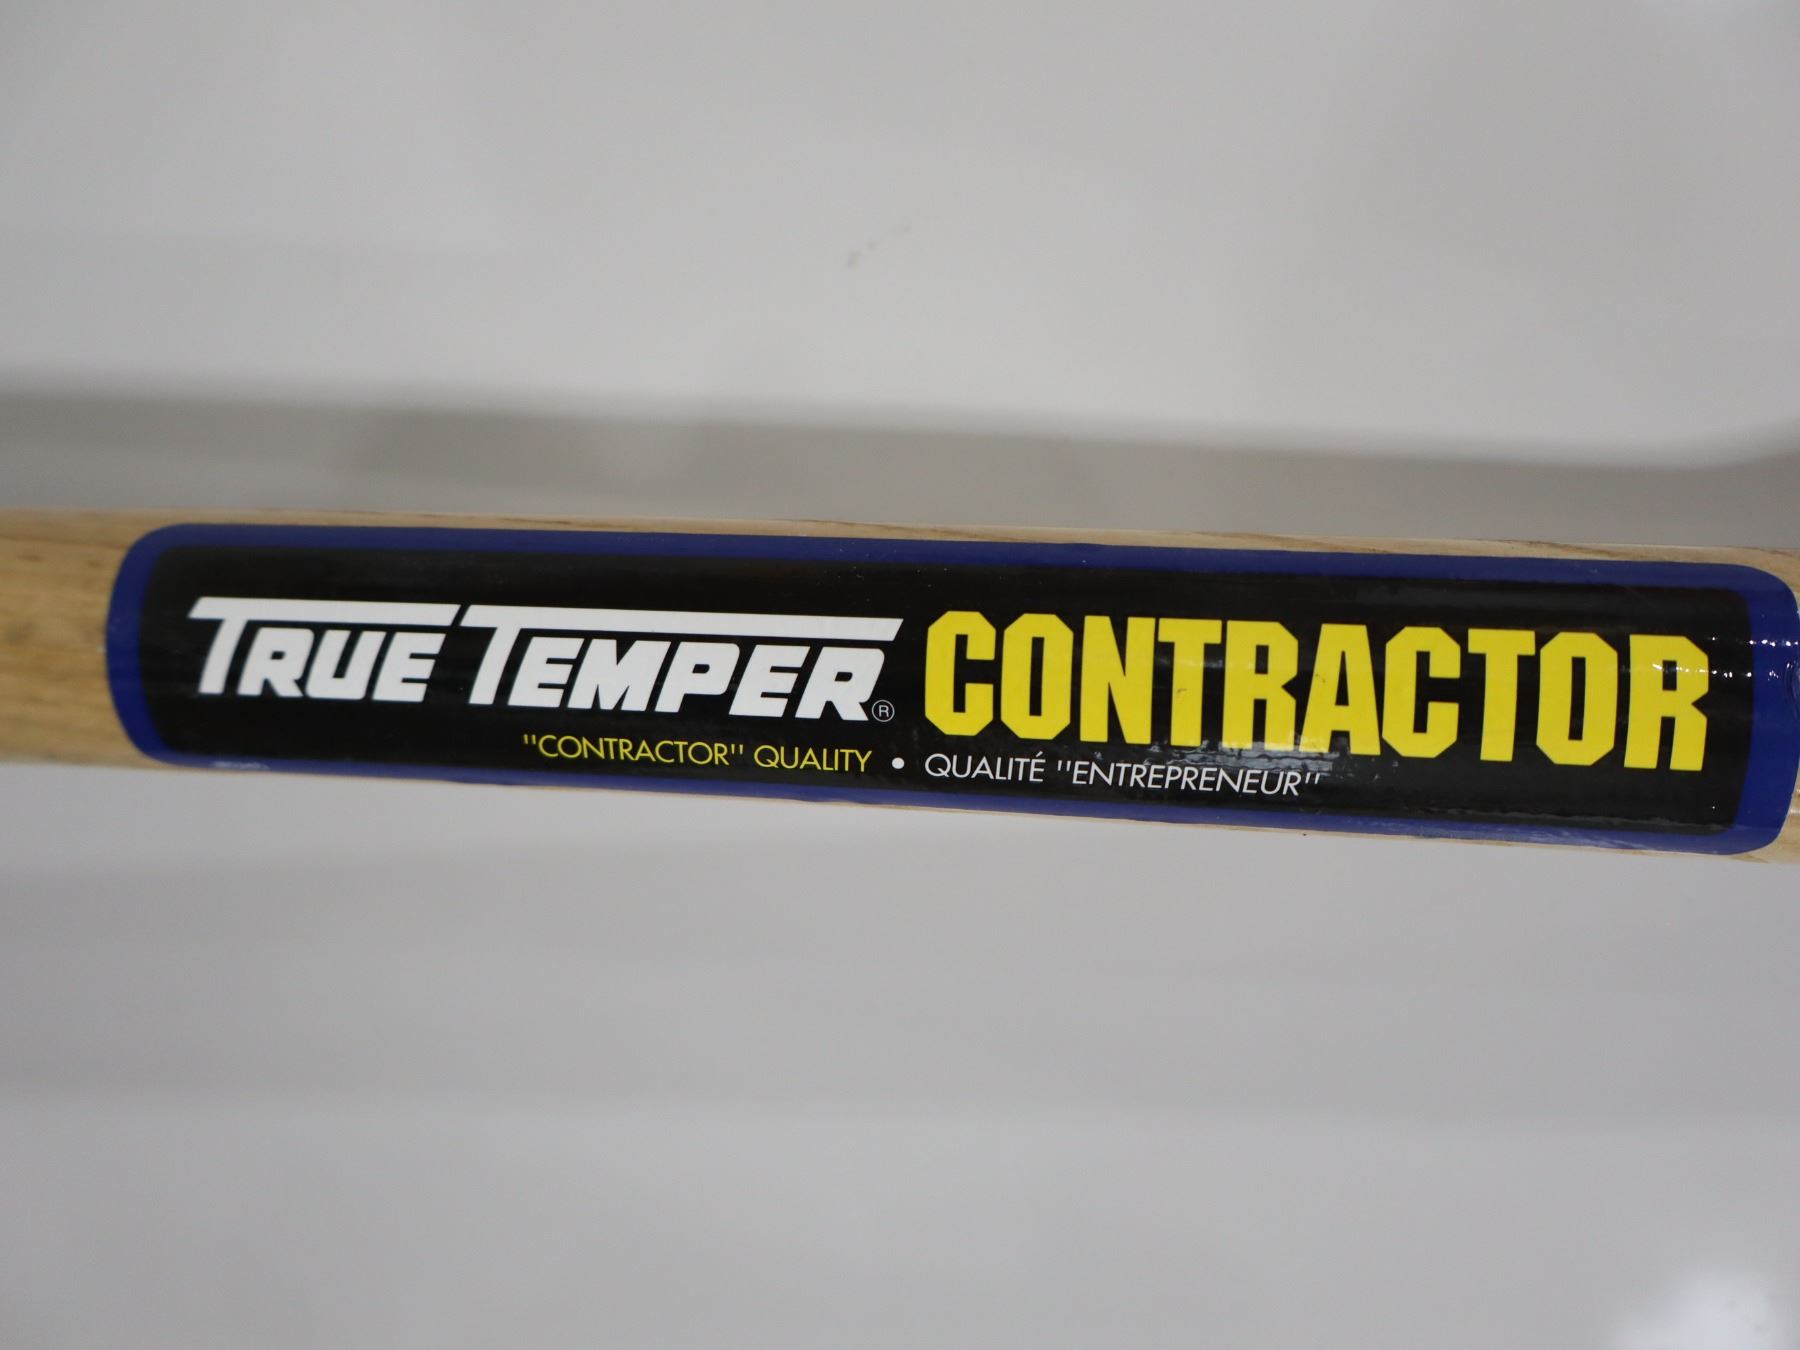 TRUE TEMPER® CONTRACTOR
"CONTRACTOR" QUALITY • QUALITÉ "ENTREPRENEUR"